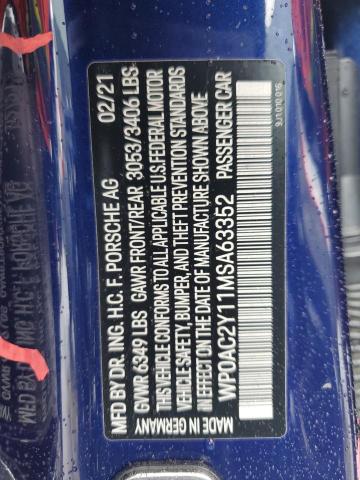 MFD BY DR. ING. H.C. F. PORSCHE AG 02/21
GVWR 6349 LBS GAWR FRONT/REAR 3053/3406 LBS
THIS VEHICLE CONFORMS TO ALL APPLICABLE U.S.FEDERAL MOTOR
VEHICLE SAFETY, BUMPER, AND THEFT PREVENTION STANDARDS
IN EFFECT ON THE DATE OF MANUFACTURE SHOWN ABOVE
WP0AC2Y11MSA63352 PASSENGER CAR
MADE IN GERMANY
9J1010016